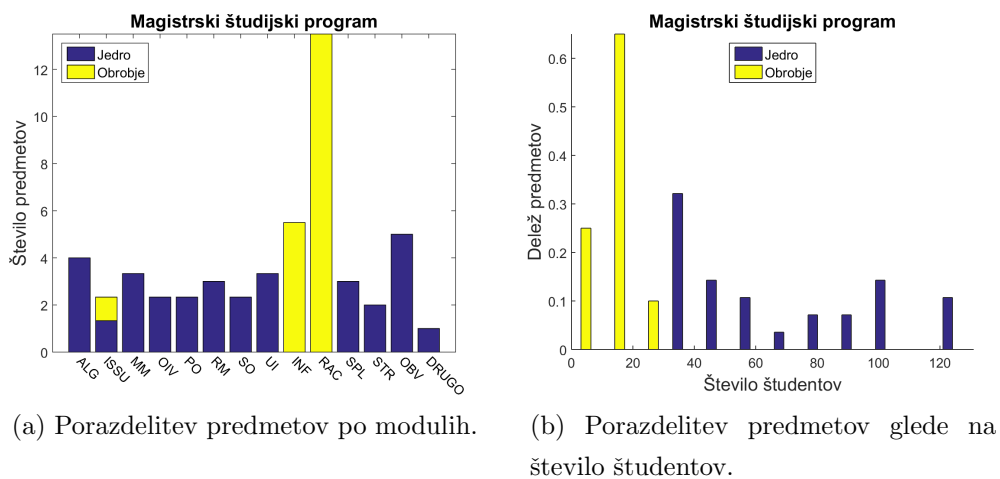 Magistrski študijski program
Jedro
Obrobje
Število predmetov
12
10
8
6
4
2
0
ALG
ISSU
MM
OIV
PO
RM
SO
UI
INF
RAC
SPL
STR
OBV
DRUGO
(a) Porazdelitev predmetov po modulih.
Magistrski študijski program
Jedro
Obrobje
Delež predmetov
0.6
0.5
0.4
0.3
0.2
0.1
0
0 20 40 60 80 100 120
Število študentov
(b) Porazdelitev predmetov glede na
število študentov.